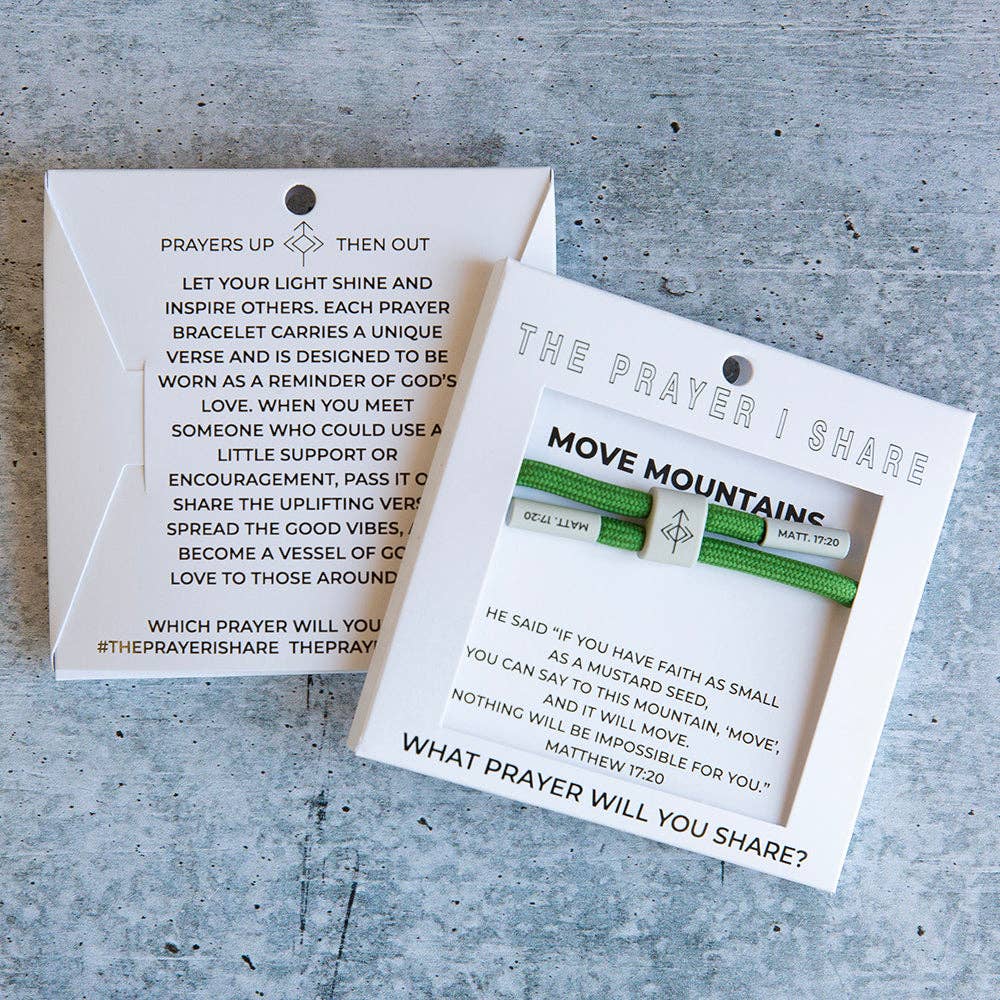 PRAYERS UP THEN OUT
LET YOUR LIGHT SHINE AND
INSPIRE OTHERS. EACH PRAYER
BRACELET CARRIES A UNIQUE
VERSE AND IS DESIGNED TO BE
WORN AS A REMINDER OF GOD'S
LOVE. WHEN YOU MEET
SOMEONE WHO COULD USE A
LITTLE SUPPORT OR
ENCOURAGEMENT, PASS IT
SHARE THE UPLIFTING
SPREAD THE GOOD VIBES,
BECOME A VESSEL OF
LOVE TO THOSE AROUND
WHICH PRAYER WILL YOU
#THEPRAYERISHARE
THE PRAYER I SHARE
MOVE MOUNTAINS
MATT. 17:20
MATT. 17:20
HE SAID “IF YOU HAVE FAITH AS SMALL
AS A MUSTARD SEED,
YOU CAN SAY TO THIS MOUNTAIN, ‘MOVE’,
AND IT WILL MOVE.
NOTHING WILL BE IMPOSSIBLE FOR YOU.”
MATTHEW 17:20
WHAT PRAYER WILL YOU SHARE?